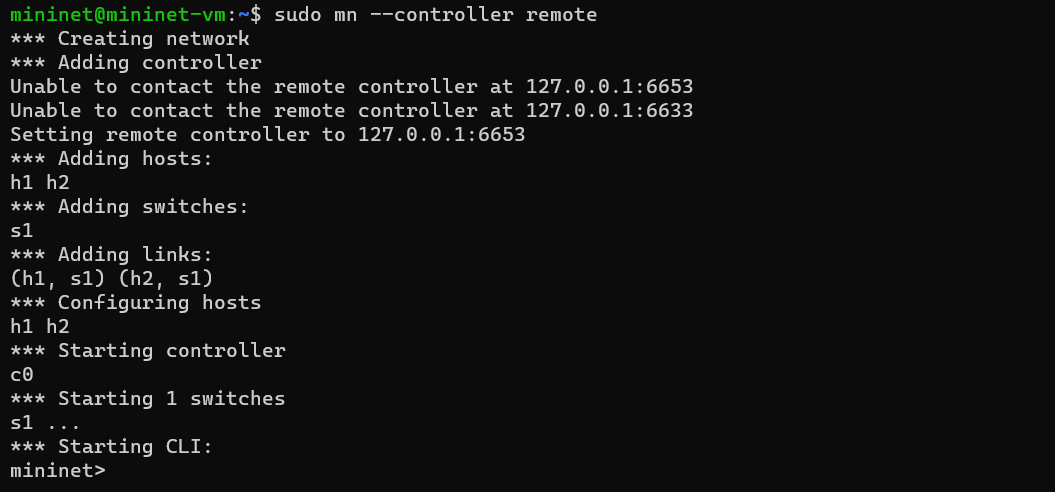 mininet@mininet-vm:~$ sudo mn --controller remote
*** Creating network
*** Adding controller
Unable to contact the remote controller at 127.0.0.1:6653
Unable to contact the remote controller at 127.0.0.1:6633
Setting remote controller to 127.0.0.1:6653
*** Adding hosts:
h1 h2
*** Adding switches:
s1
*** Adding links:
(h1, s1) (h2, s1)
*** Configuring hosts
h1 h2
*** Starting controller
c0
*** Starting 1 switches
s1 ...
*** Starting CLI:
mininet>